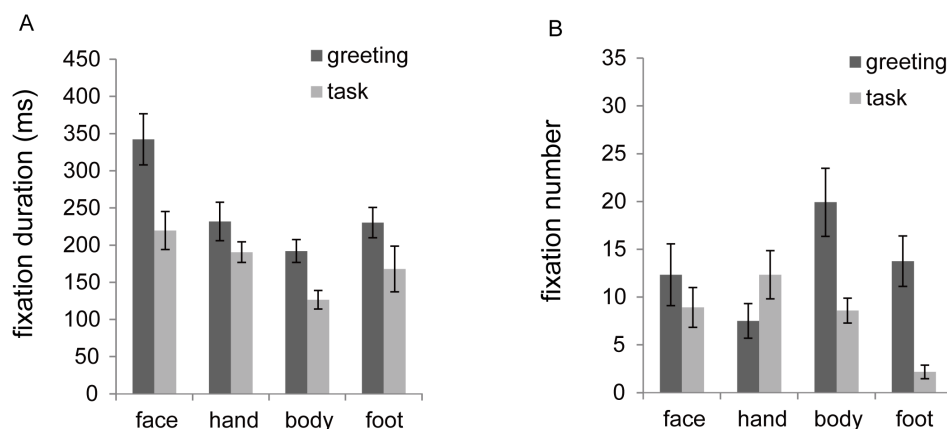 A
fixation duration (ms)
450
400
350
300
250
200
150
100
50
0
greeting
task
face hand body foot
B
fixation number
35
30
25
20
15
10
5
0
greeting
task
face hand body foot